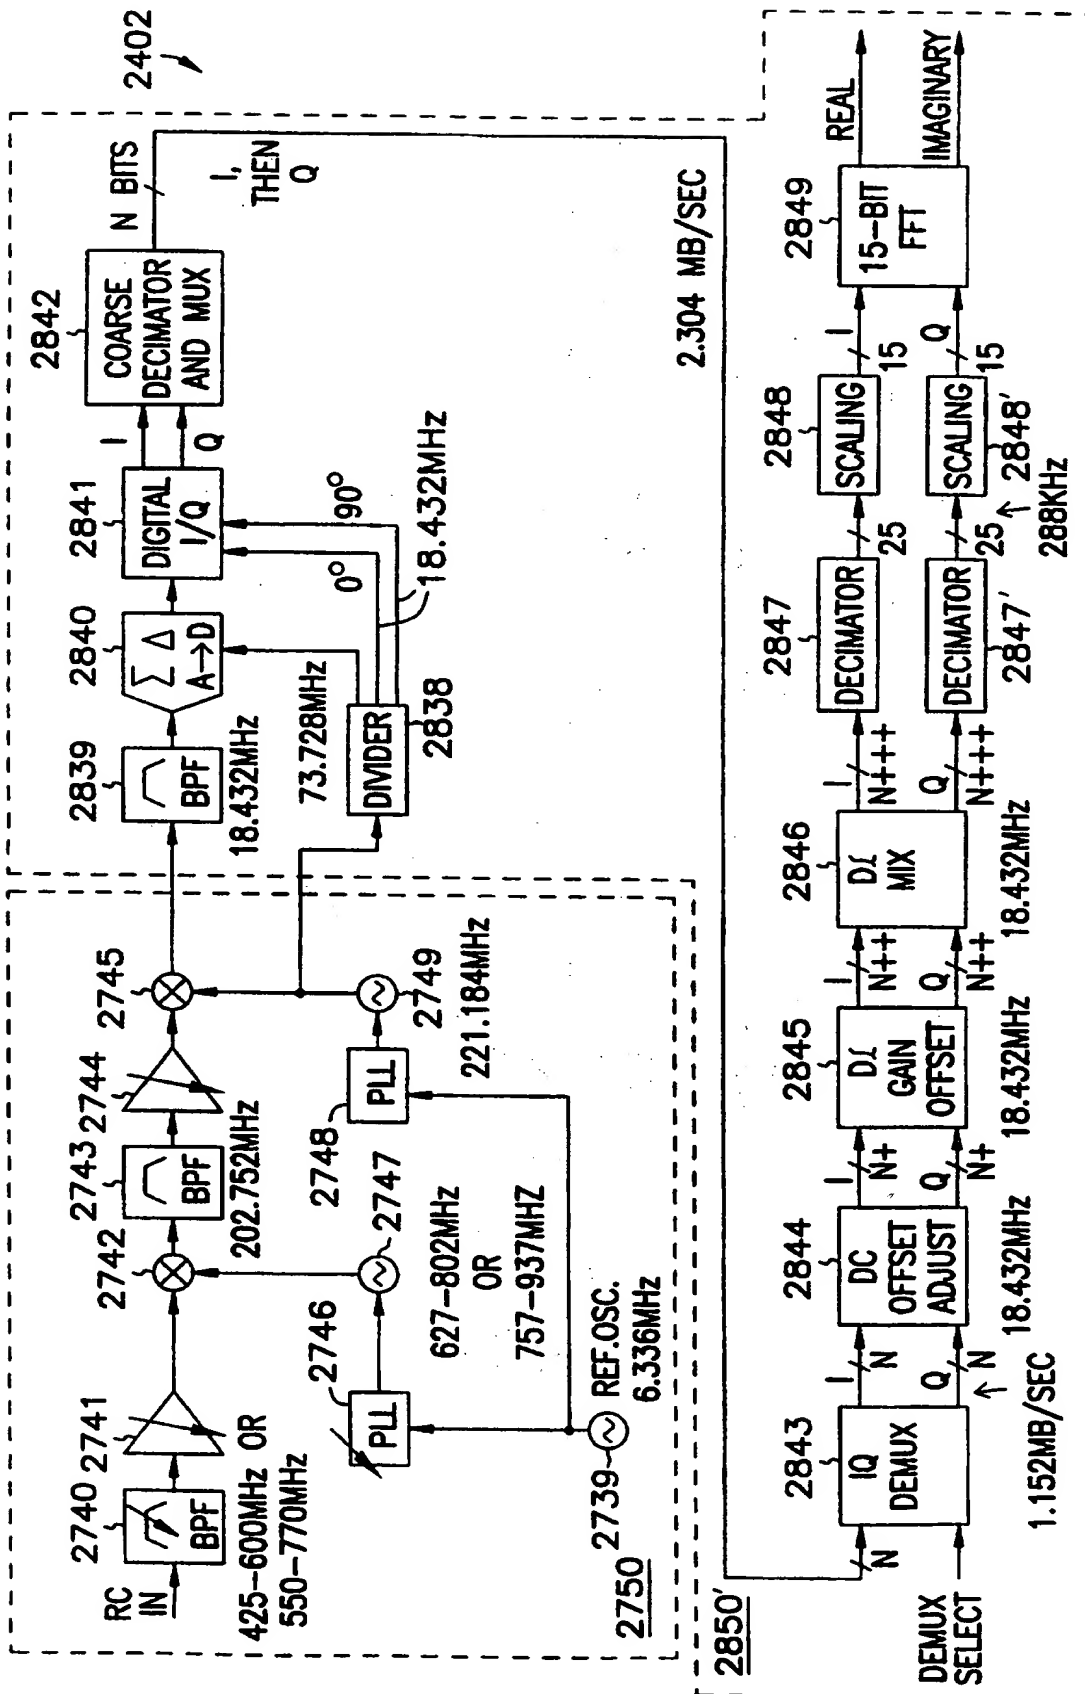 2402
RC
IN
2740
BPF
425-600MHz OR
550-770MHz
2741
2742
2743
BPF
202.752MHz
2744
2745
2746
PLL
2747
627-802MHz
OR
757-937MHZ
2748
PLL
2749
221.184MHz
2739
REF.OSC.
6.336MHz
2750
2839
BPF
18.432MHz
2840
Σ Δ
A→D
2841
DIGITAL
I/Q
0°
90°
18.432MHz
73.728MHz
DIVIDER
2838
I
Q
2842
COARSE
DECIMATOR
AND MUX
N BITS
I,
THEN
Q
2.304 MB/SEC
2850'
DEMUX
SELECT
N
2843
IQ
DEMUX
1.152MB/SEC
I
N
Q
N
2844
DC
OFFSET
ADJUST
18.432MHz
I
N+
Q
N+
2845
GAIN
OFFSET
18.432MHz
I
N++
Q
N++
2846
MIX
18.432MHz
I
N+++
Q
N+++
2847
DECIMATOR
DECIMATOR
2847'
25
25
288KHz
2848
SCALING
SCALING
2848'
I
15
Q
15
2849
15-BIT
FFT
REAL
IMAGINARY